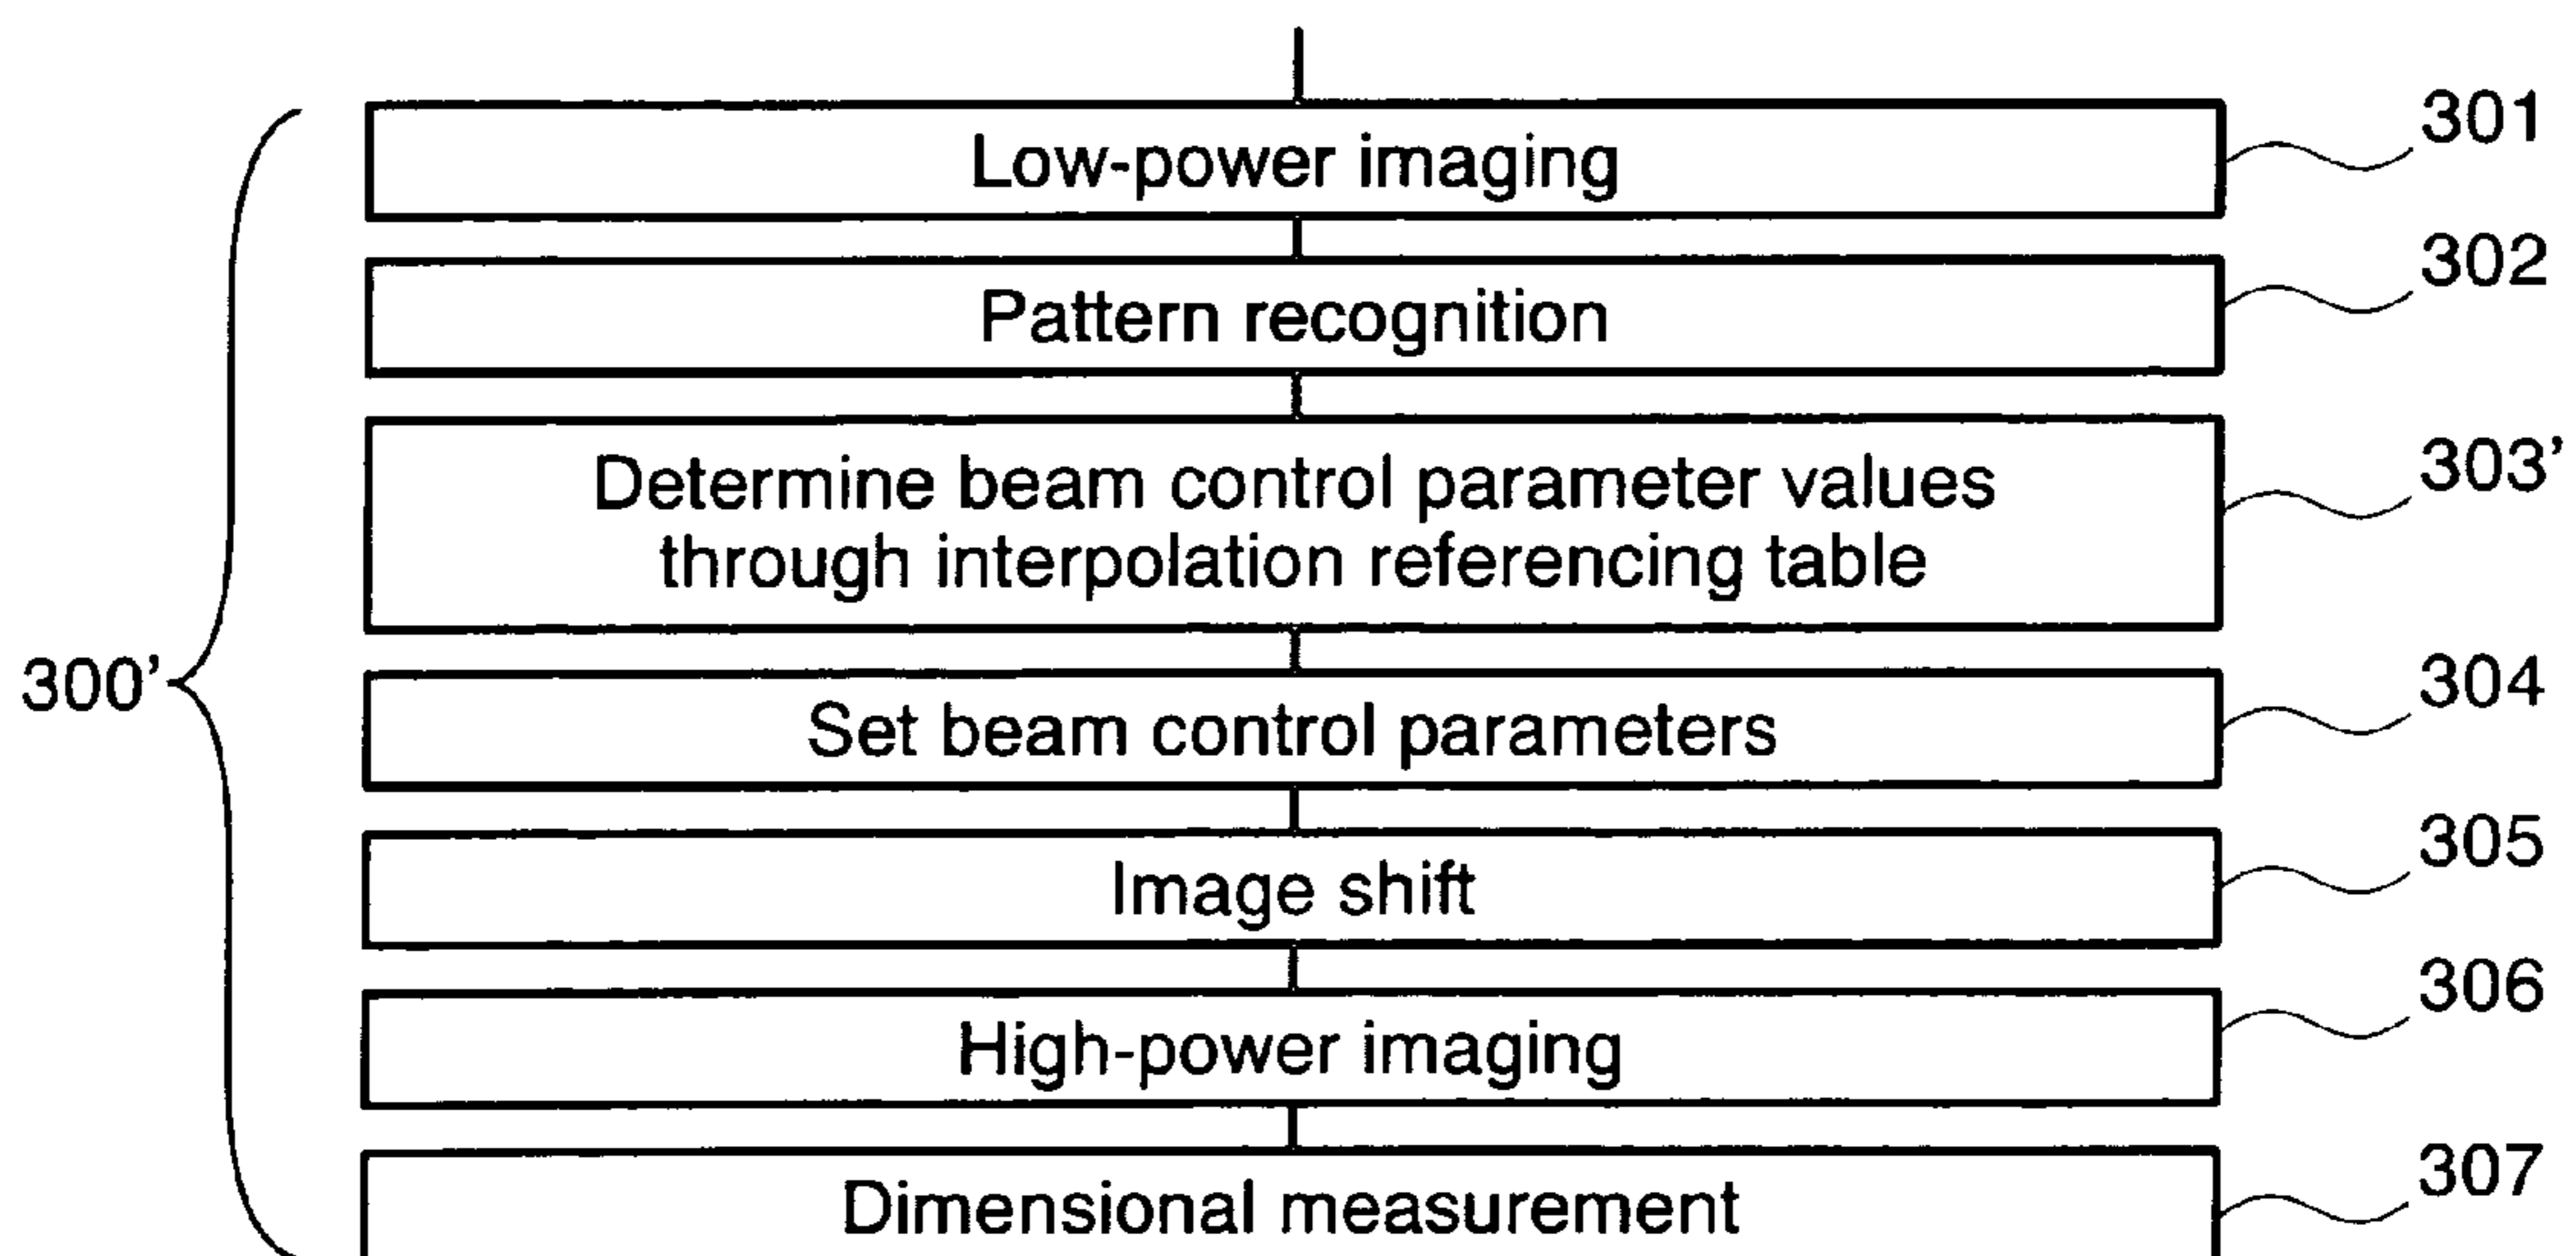 Low-power imaging
301
Pattern recognition
302
Determine beam control parameter values
through interpolation referencing table
303'
300'
Set beam control parameters
304
Image shift
305
High-power imaging
306
Dimensional measurement
307